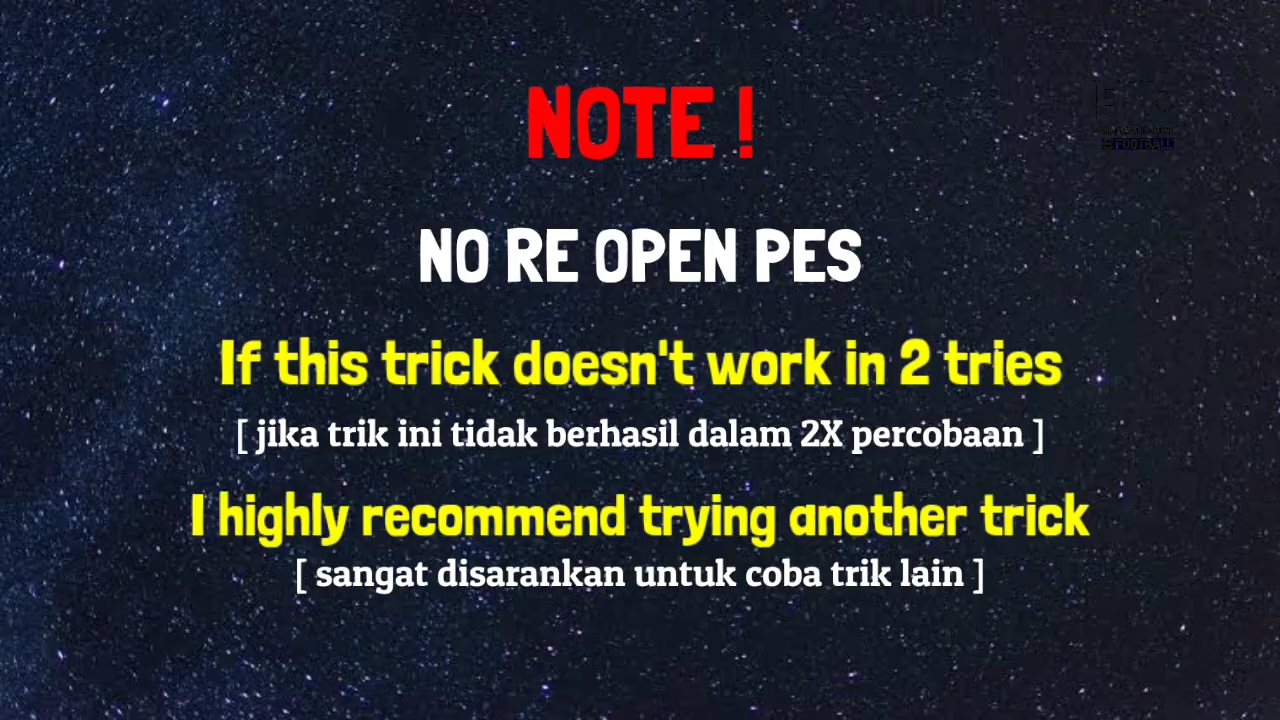 NOTE !
NO RE OPEN PES
If this trick doesn't work in 2 tries
[ jika trik ini tidak berhasil dalam 2X percobaan ]
I highly recommend trying another trick
[ sangat disarankan untuk coba trik lain ]
FOOTBALL